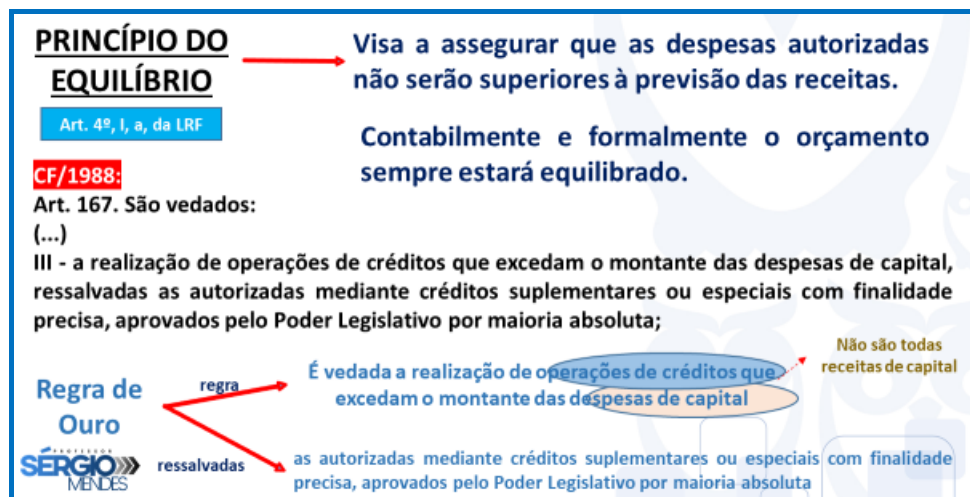 PRINCÍPIO DO
EQUILÍBRIO
Art. 4º, I, a, da LRF
Visa a assegurar que as despesas autorizadas
não serão superiores à previsão das receitas.
Contabilmente e formalmente o orçamento
sempre estará equilibrado.
CF/1988:
Art. 167. São vedados:
(...)
III - a realização de operações de créditos que excedam o montante das despesas de capital,
ressalvadas as autorizadas mediante créditos suplementares ou especiais com finalidade
precisa, aprovados pelo Poder Legislativo por maioria absoluta;
Regra de
Ouro
regra
É vedada a realização de operações de créditos que
excedam o montante das despesas de capital
Não são todas
receitas de capital
ressalvadas
as autorizadas mediante créditos suplementares ou especiais com finalidade
precisa, aprovados pelo Poder Legislativo por maioria absoluta
PROFESSOR
SÉRGIO
MENDES